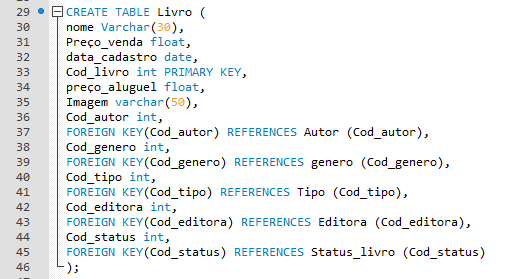 29 CREATE TABLE Livro (
30 nome Varchar(30),
31 Preço_venda float,
32 data_cadastro date,
33 Cod_livro int PRIMARY KEY,
34 preço_aluguel float,
35 Imagem varchar(50),
36 Cod_autor int,
37 FOREIGN KEY(Cod_autor) REFERENCES Autor (Cod_autor),
38 Cod_genero int,
39 FOREIGN KEY(Cod_genero) REFERENCES genero (Cod_genero),
40 Cod_tipo int,
41 FOREIGN KEY(Cod_tipo) REFERENCES Tipo (Cod_tipo),
42 Cod_editora int,
43 FOREIGN KEY(Cod_editora) REFERENCES Editora (Cod_editora),
44 Cod_status int,
45 FOREIGN KEY(Cod_status) REFERENCES Status_livro (Cod_status)
46 );